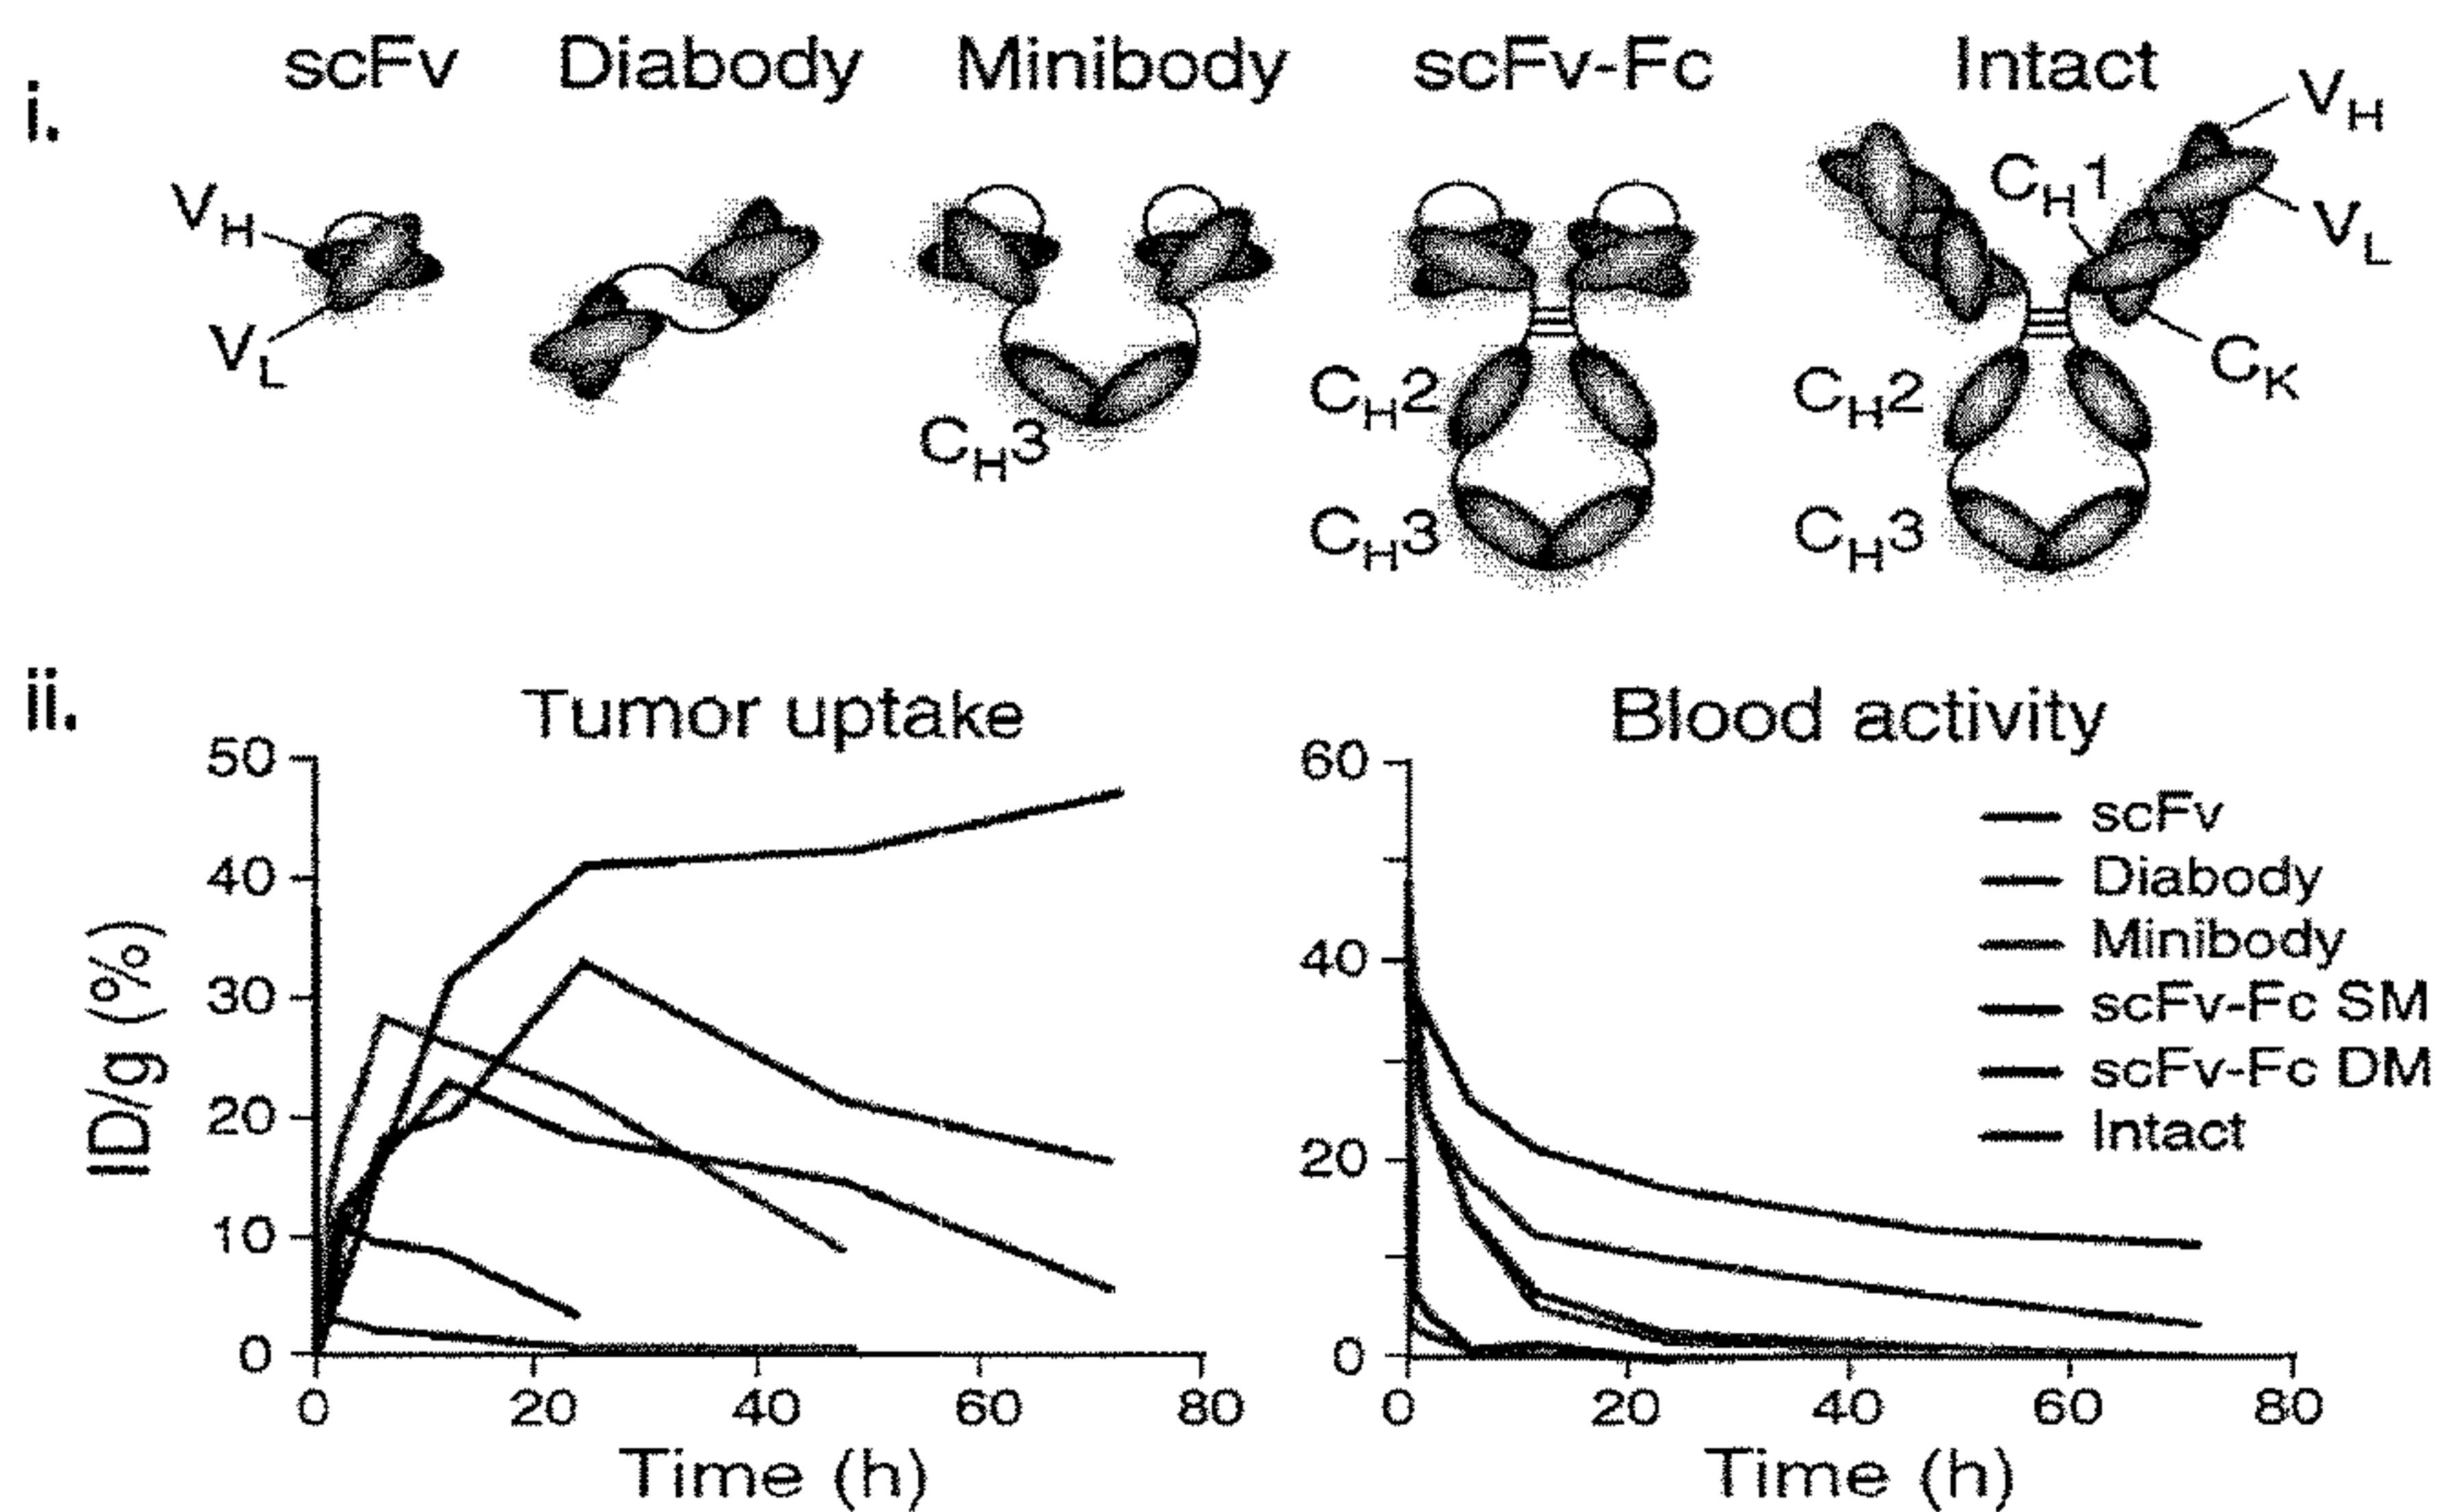 i.
scFv Diabody Minibody scFv-Fc Intact
VH
VL
CH3
CH2
CH3
CH1
VH
VL
CK
CH2
CH3
ii.
Tumor uptake
50
40
30
20
10
0
ID/g (%)
0 20 40 60 80
Time (h)
Blood activity
60
40
20
0
scFv
Diabody
Minibody
scFv-Fc SM
scFv-Fc DM
Intact
0 20 40 60 80
Time (h)